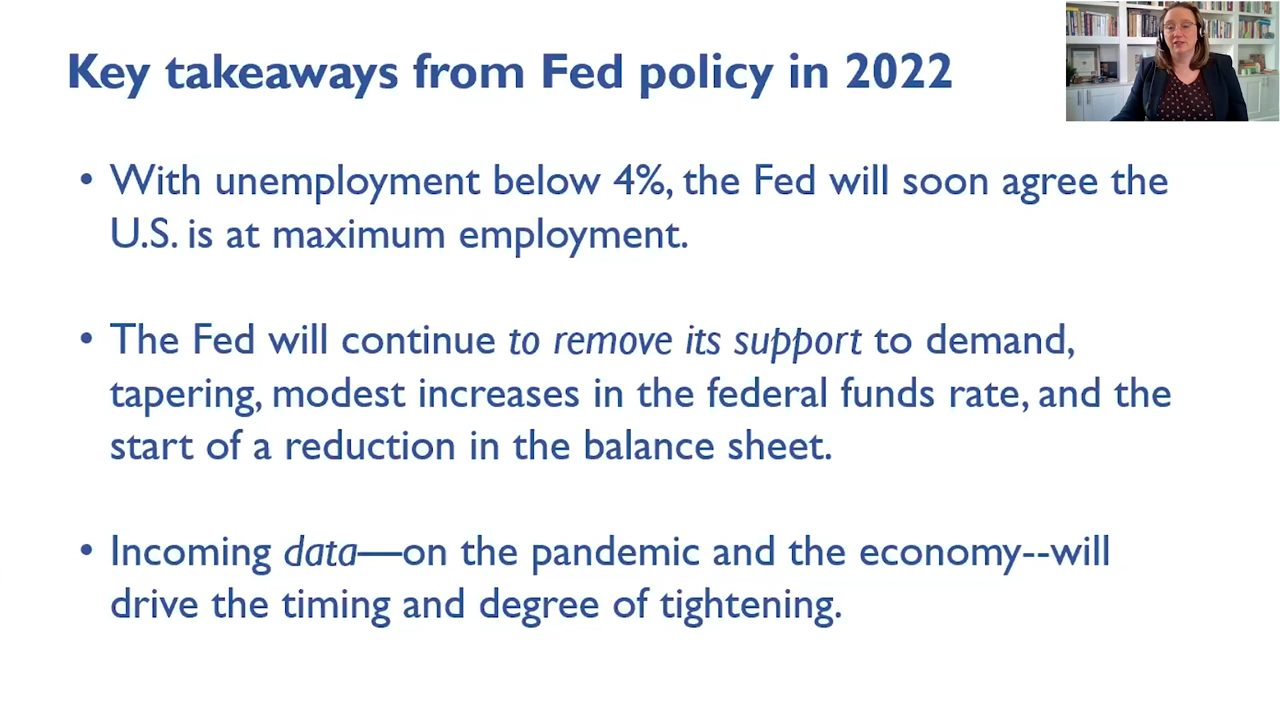 Key takeaways from Fed policy in 2022
• With unemployment below 4%, the Fed will soon agree the
U.S. is at maximum employment.
• The Fed will continue to remove its support to demand,
tapering, modest increases in the federal funds rate, and the
start of a reduction in the balance sheet.
• Incoming data—on the pandemic and the economy--will
drive the timing and degree of tightening.